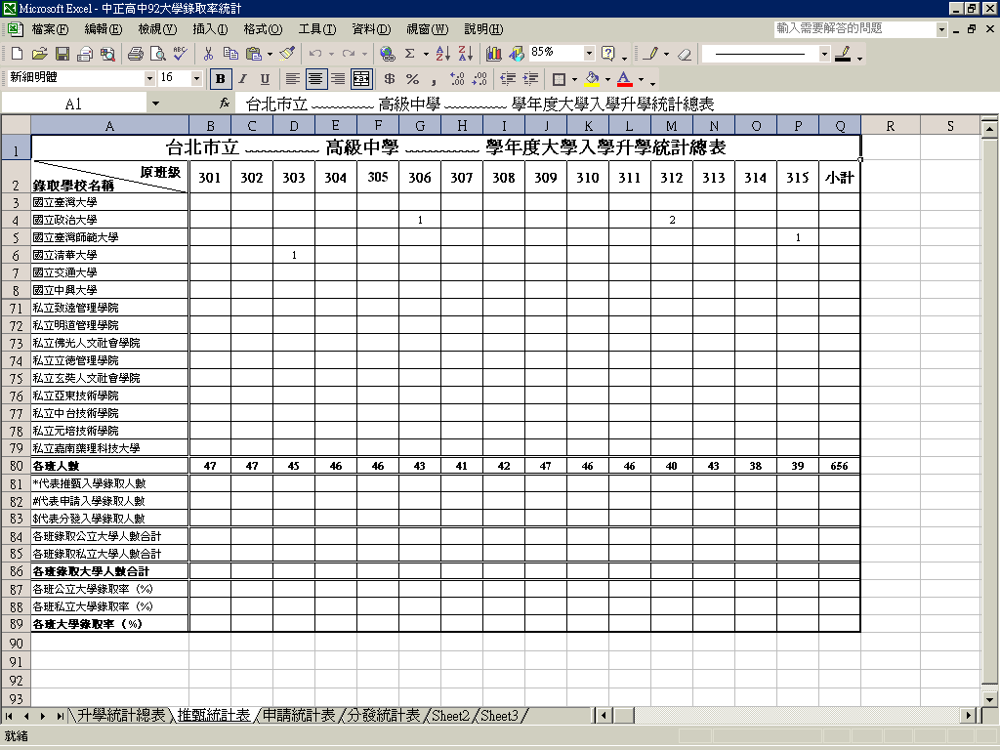 Microsoft Excel - 中正高中92大學錄取率統計
檔案(F) 編輯(E) 檢視(V) 插入(I) 格式(O) 工具(T) 資料(D) 視窗(W) 說明(H) 輸入需要解答的問題
85%
新細明體 16 B I U $ % ,
A1 fx 台北市立﹏﹏﹏﹏高級中學﹏﹏﹏﹏學年度大學入學升學統計總表
A B C D E F G H I J K L M N O P Q R S
1 台北市立﹏﹏﹏﹏高級中學﹏﹏﹏﹏學年度大學入學升學統計總表
原班級
2 錄取學校名稱 301 302 303 304 305 306 307 308 309 310 311 312 313 314 315 小計
3 國立臺灣大學
4 國立政治大學 1 2
5 國立臺灣師範大學 1
6 國立清華大學 1
7 國立交通大學
8 國立中興大學
71 私立致遠管理學院
72 私立明道管理學院
73 私立佛光人文社會學院
74 私立立德管理學院
75 私立玄奘人文社會學院
76 私立亞東技術學院
77 私立中台技術學院
78 私立元培技術學院
79 私立嘉南藥理科技大學
80 各班人數 47 47 45 46 46 43 41 42 47 46 46 40 43 38 39 656
81 *代表推甄入學錄取人數
82 #代表申請入學錄取人數
83 $代表分發入學錄取人數
84 各班錄取公立大學人數合計
85 各班錄取私立大學人數合計
86 各班錄取大學人數合計
87 各班公立大學錄取率（%）
88 各班私立大學錄取率（%）
89 各班大學錄取率（%）
90
91
92
93
升學統計總表 推甄統計表 申請統計表 分發統計表 Sheet2 Sheet3
就緒